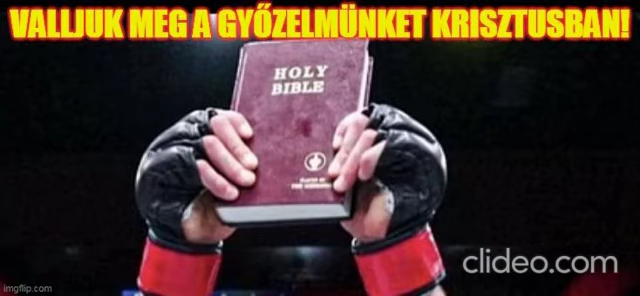 VALLJUK MEG A GYŐZELMÜNKET KRISZTUSBAN!
HOLY
BIBLE
clideo.com
imgflip.com